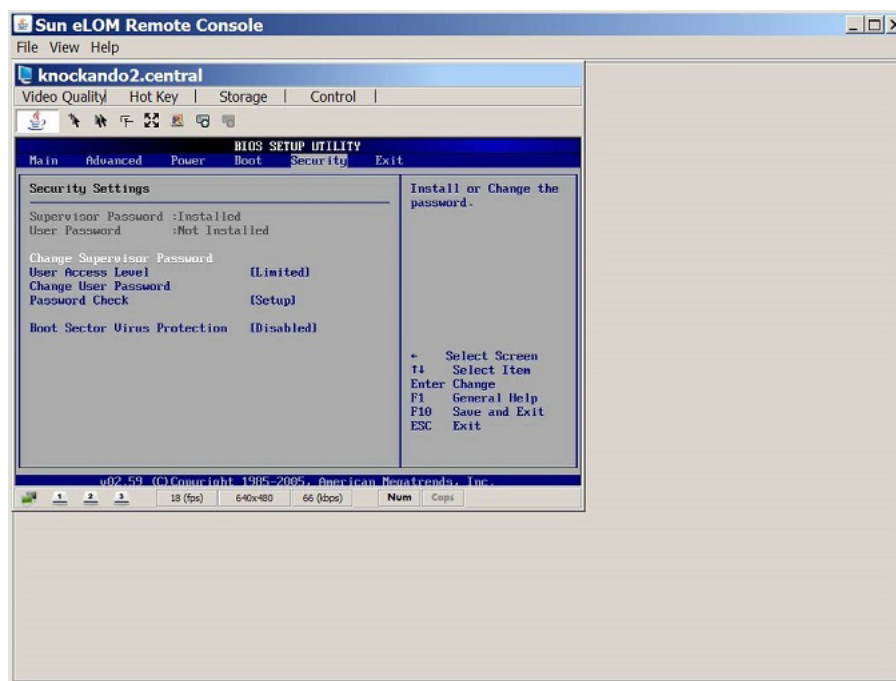 Sun eLOM Remote Console
File View Help
knockando2.central
Video Quality Hot Key | Storage | Control |
BIOS SETUP UTILITY
Main Advanced Power Boot Security Exit
Security Settings
Supervisor Password :Installed
User Password :Not Installed
Change Supervisor Password
User Access Level [Limited]
Change User Password
Password Check [Setup]
Boot Sector Virus Protection [Disabled]
Install or Change the
password.
← Select Screen
↑↓ Select Item
Enter Change
F1 General Help
F10 Save and Exit
ESC Exit
v02.59 (C)Copyright 1985-2005, American Megatrends, Inc.
1 2 3 18 (fps) 640x480 66 (kbps) Num Caps